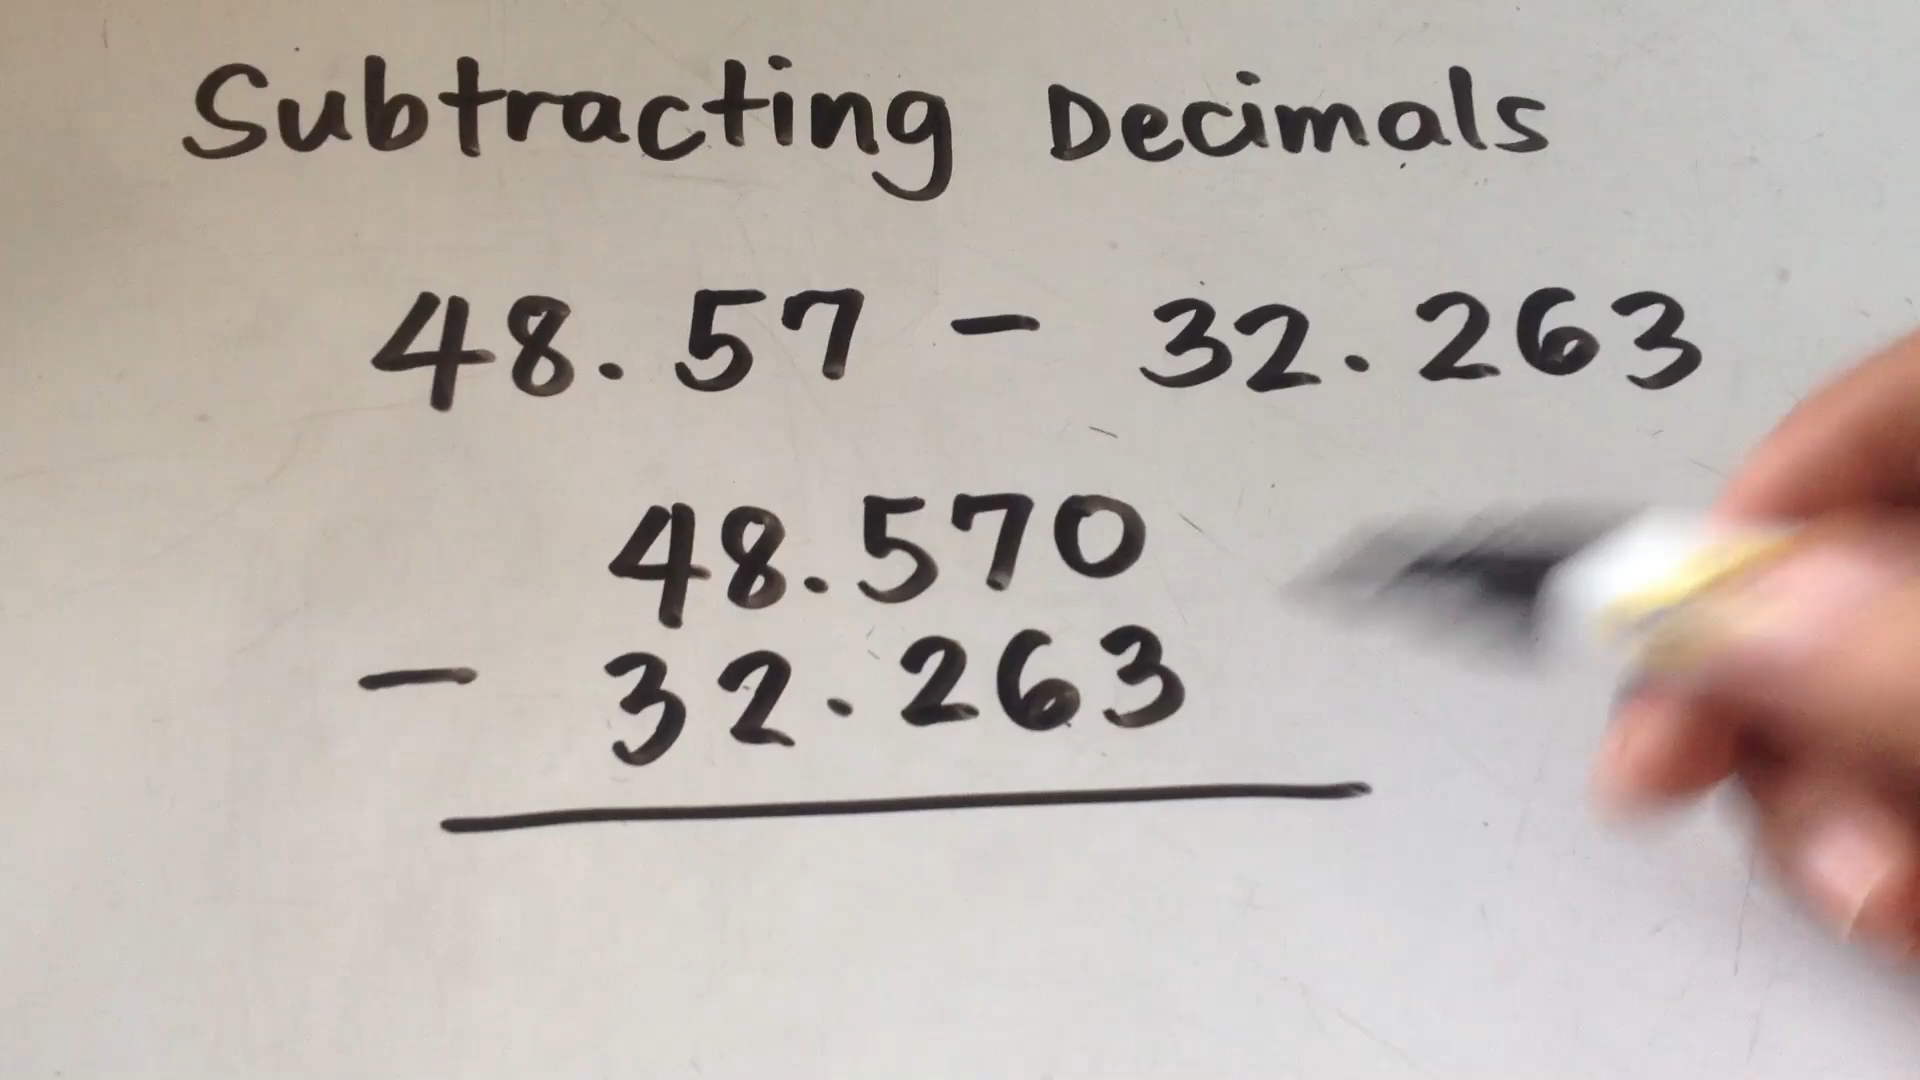 Subtracting Decimals
48.57 - 32.263
48.570
- 32.263